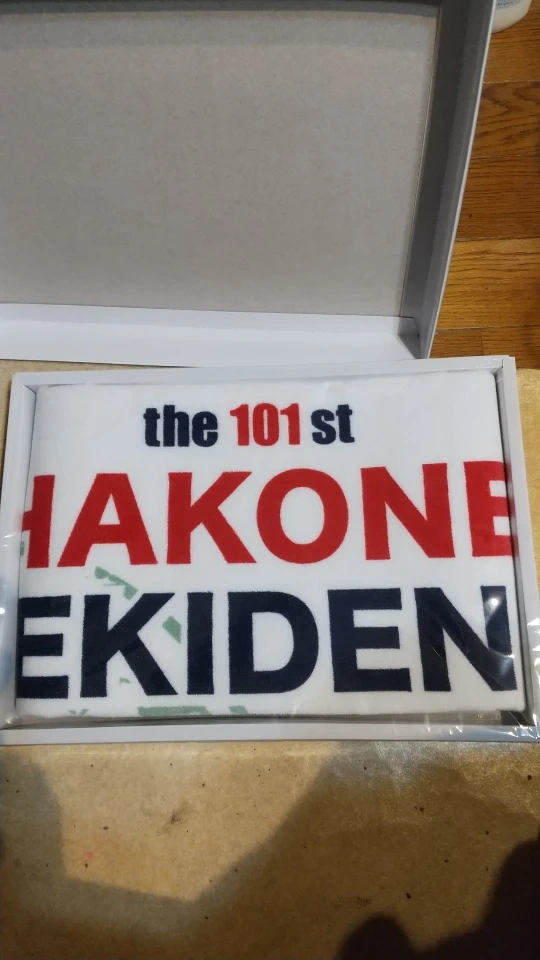 the 101 st
HAKONE
EKIDEN